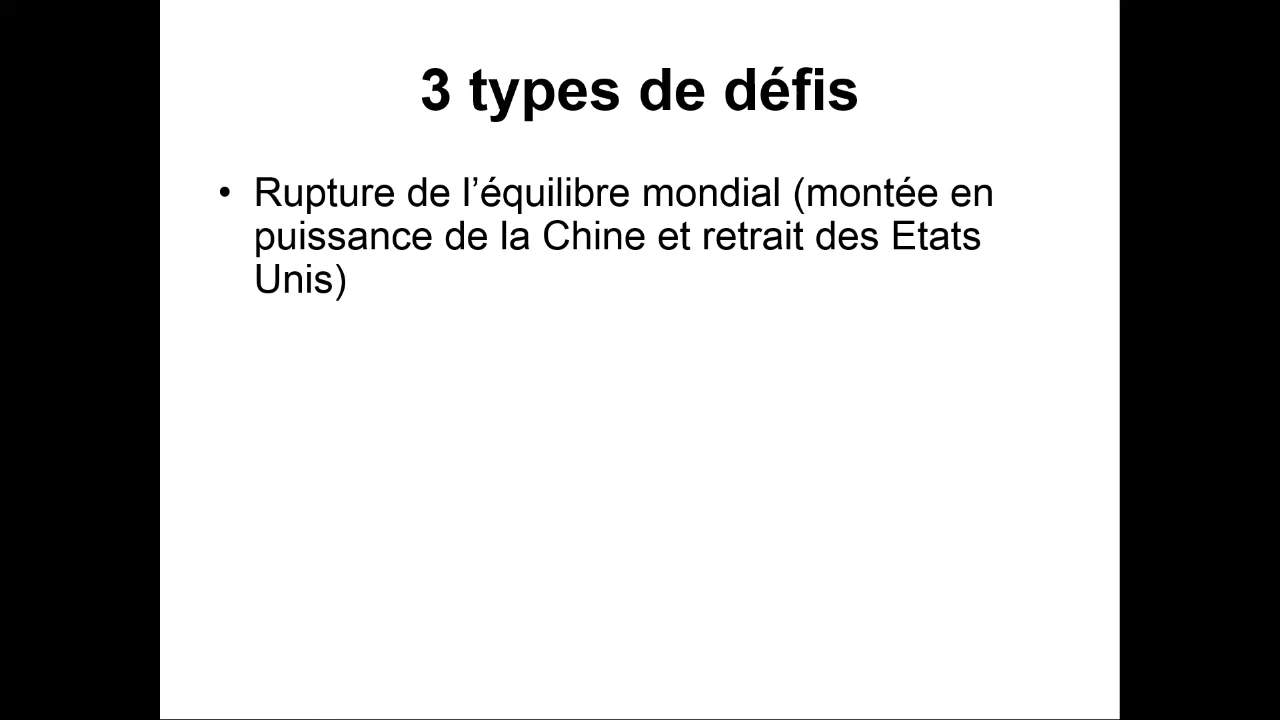 3 types de défis
• Rupture de l’équilibre mondial (montée en
puissance de la Chine et retrait des Etats
Unis)